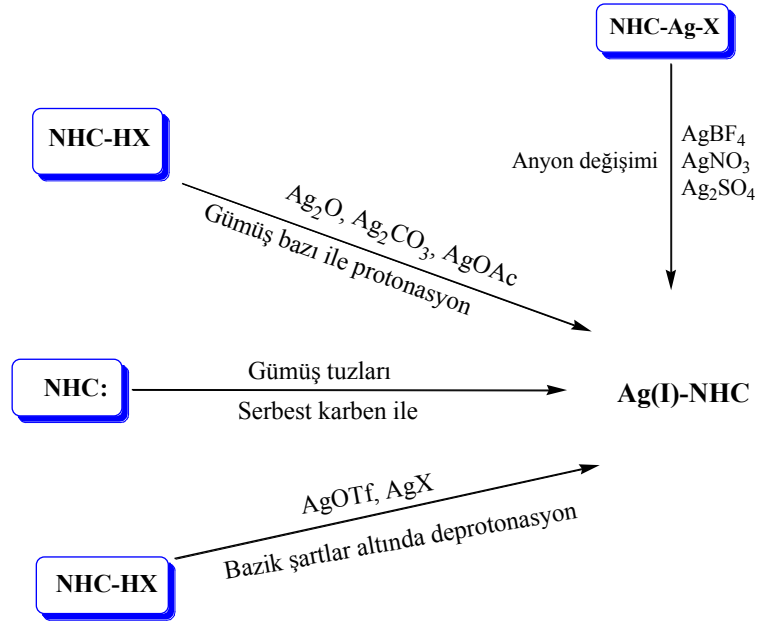 NHC-Ag-X
NHC-HX
Anyon değişimi
AgBF₄
AgNO₃
Ag₂SO₄
Ag₂O, Ag₂CO₃, AgOAc
Gümüş bazı ile protonasyon
NHC:
Gümüş tuzları
Serbest karben ile
Ag(I)-NHC
AgOTf, AgX
Bazik şartlar altında deprotonasyon
NHC-HX